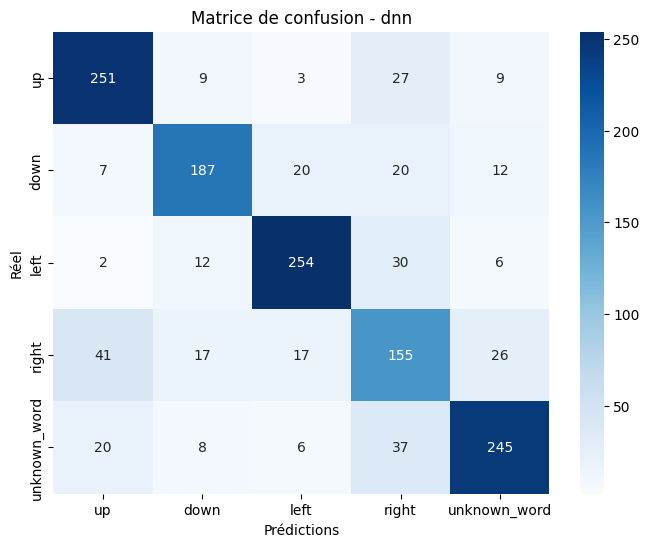 Matrice de confusion - dnn
up 251 9 3 27 9
down 7 187 20 20 12
left 2 12 254 30 6
right 41 17 17 155 26
unknown_word 20 8 6 37 245
up down left right unknown_word
Réel
Prédictions
250
200
150
100
50